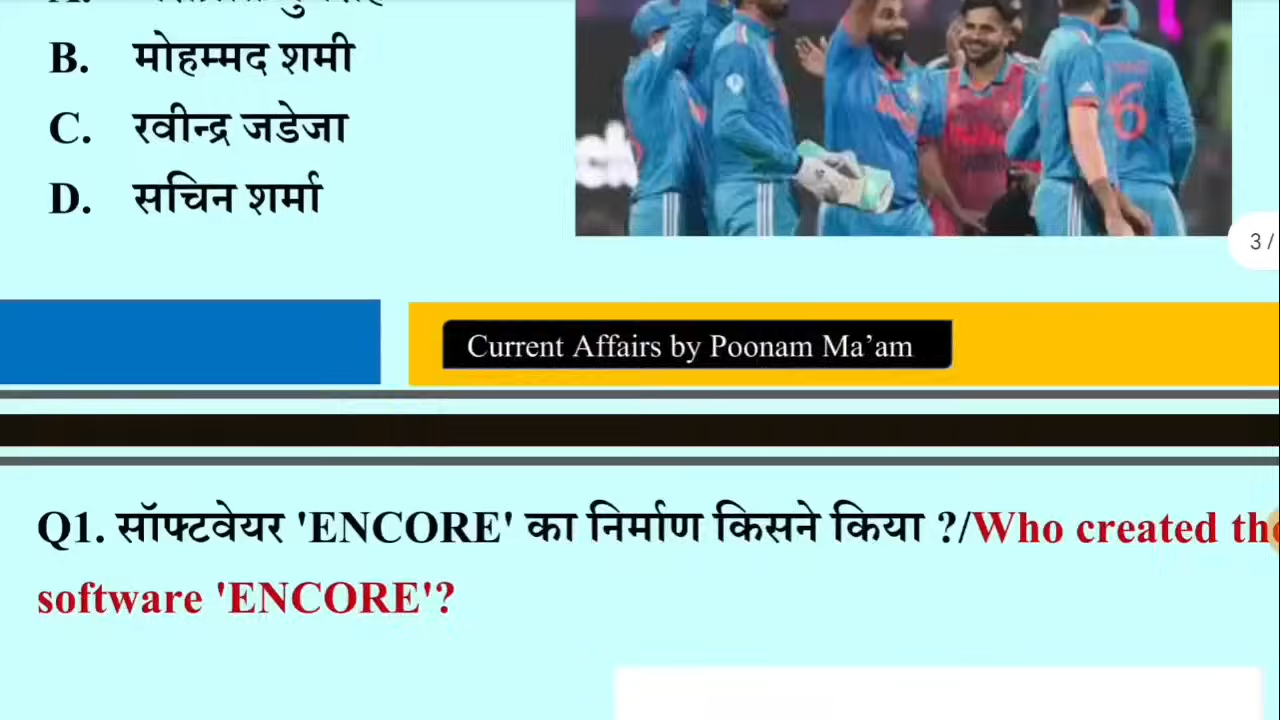 B. मोहम्मद शमी
C. रवीन्द्र जडेजा
D. सचिन शर्मा
6
3 /
Current Affairs by Poonam Ma’am
Q1. सॉफ्टवेयर 'ENCORE' का निर्माण किसने किया ?/Who created th
software 'ENCORE'?